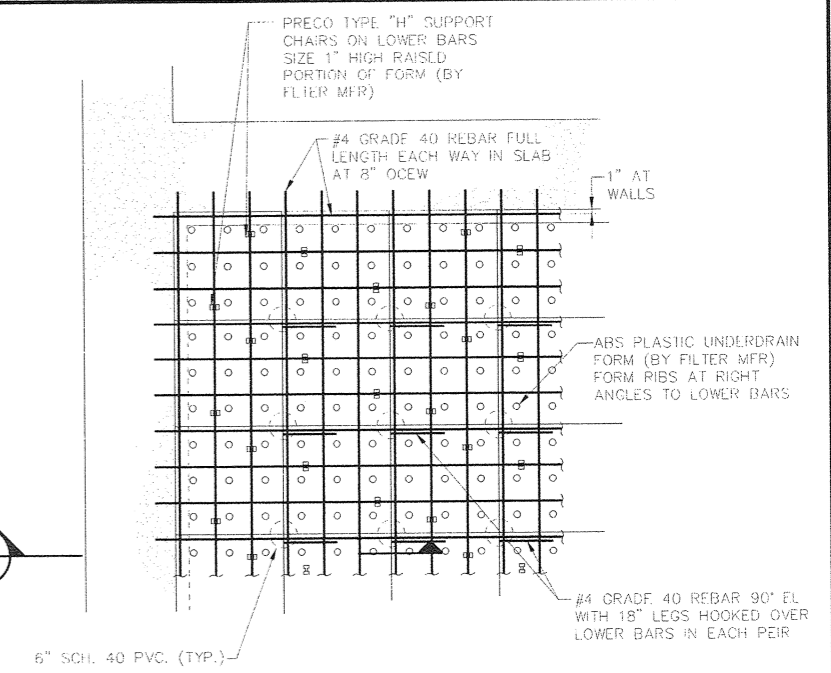 PRECO TYPE "H" SUPPORT
CHAIRS ON LOWER BARS
SIZE 1" HIGH RAISED
PORTION OF FORM (BY
FLTER MFR)
#4 GRADE 40 REBAR FULL
LENGTH EACH WAY IN SLAB
AT 8" OCEW
1" AT
WALLS
ABS PLASTIC UNDERDRAIN
FORM (BY FILTER MFR)
FORM RIBS AT RIGHT
ANGLES TO LOWER BARS
#4 GRADE 40 REBAR 90° EL
WITH 18" LEGS HOOKED OVER
LOWER BARS IN EACH PEIR
6" SCH. 40 PVC. (TYP.)